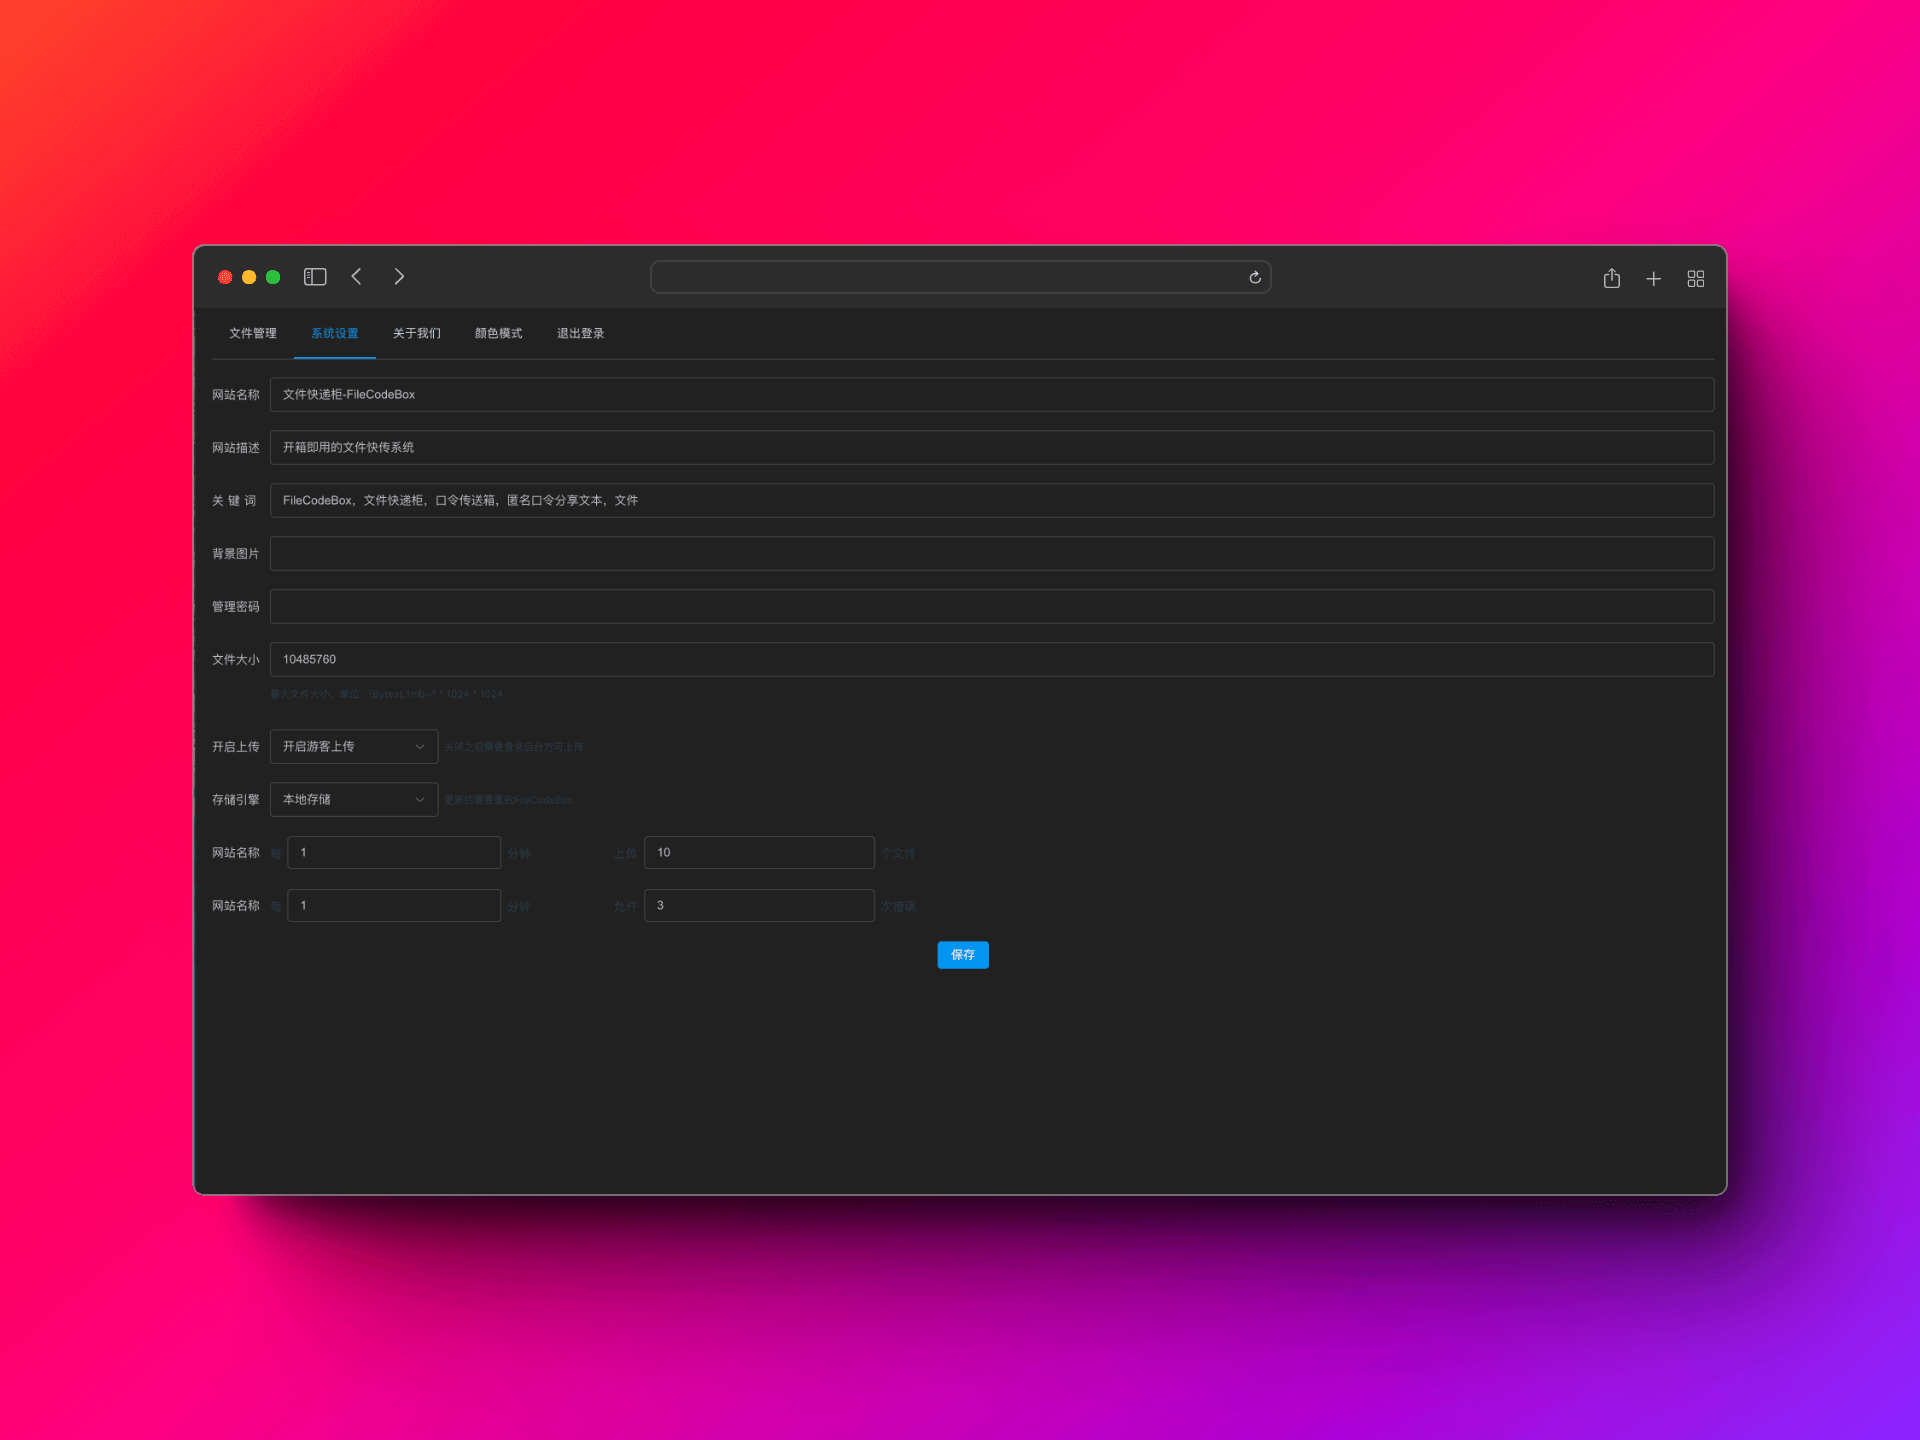 文件管理 系统设置 关于我们 颜色模式 退出登录
网站名称 文件快递柜-FileCodeBox
网站描述 开箱即用的文件快传系统
关 键 词 FileCodeBox，文件快递柜，口令传送箱，匿名口令分享文本，文件
背景图片
管理密码
文件大小 10485760
最大文件大小，单位:（Bytes),1mb=1 * 1024 * 1024
开启上传 开启游客上传 关闭之后需要登录后台方可上传
存储引擎 本地存储 更新后需要重启FileCodeBox
网站名称 每 1 分钟 上传 10 个文件
网站名称 每 1 分钟 允许 3 次错误
保存